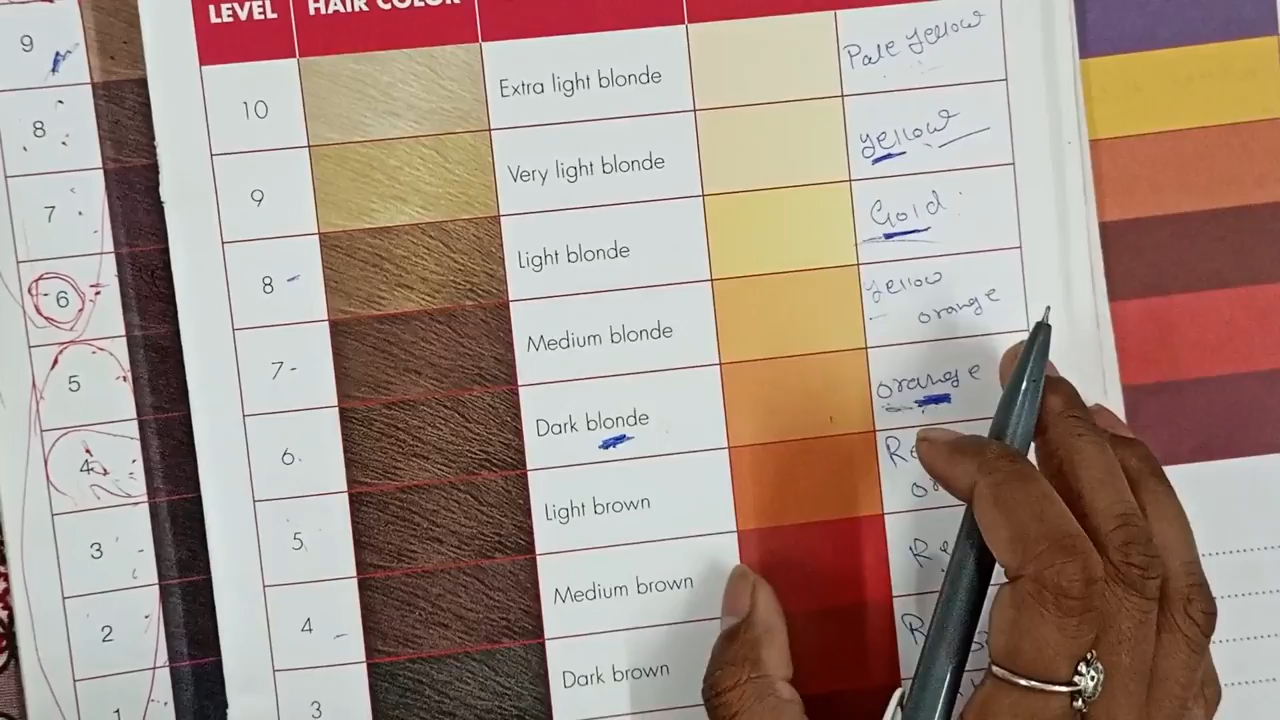 LEVEL HAIR COLOR
10 Extra light blonde Pale yellow
9 Very light blonde yellow
8 Light blonde Gold
7 Medium blonde yellow
orange
6 Dark blonde orange
5 Light brown
4 Medium brown
3 Dark brown
9
8
7
6
5
4
3
2
1